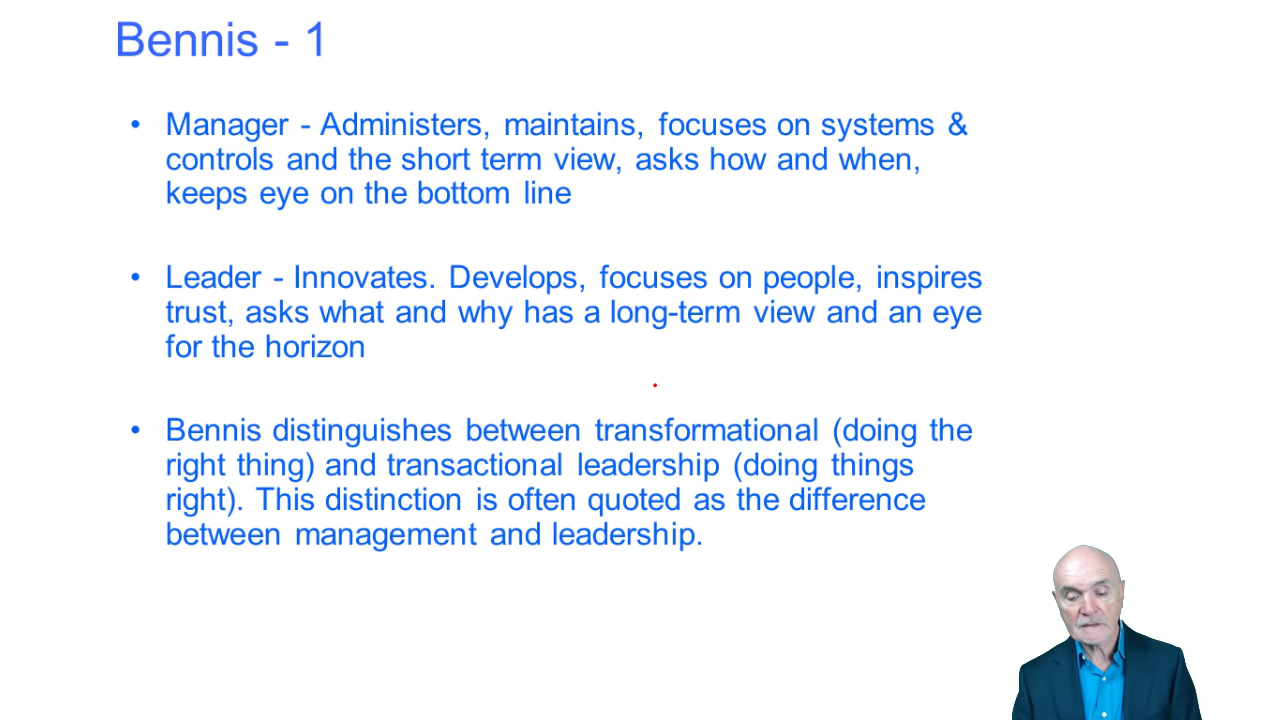 Bennis - 1
• Manager - Administers, maintains, focuses on systems &
controls and the short term view, asks how and when,
keeps eye on the bottom line
• Leader - Innovates. Develops, focuses on people, inspires
trust, asks what and why has a long-term view and an eye
for the horizon
• Bennis distinguishes between transformational (doing the
right thing) and transactional leadership (doing things
right). This distinction is often quoted as the difference
between management and leadership.